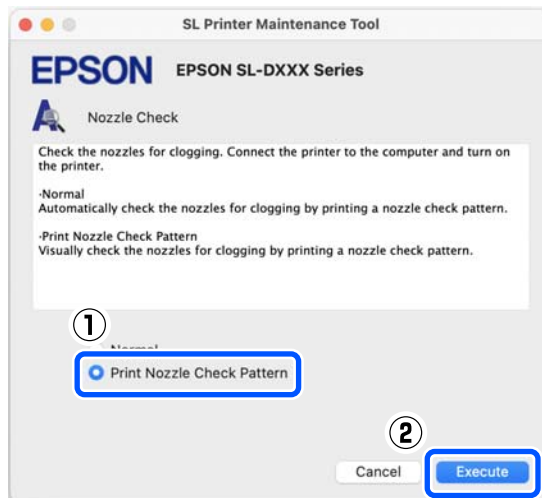 SL Printer Maintenance Tool
EPSON EPSON SL-DXXX Series
Nozzle Check
Check the nozzles for clogging. Connect the printer to the computer and turn on
the printer.
·Normal
Automatically check the nozzles for clogging by printing a nozzle check pattern.
·Print Nozzle Check Pattern
Visually check the nozzles for clogging by printing a nozzle check pattern.
①
Normal
Print Nozzle Check Pattern
②
Cancel Execute